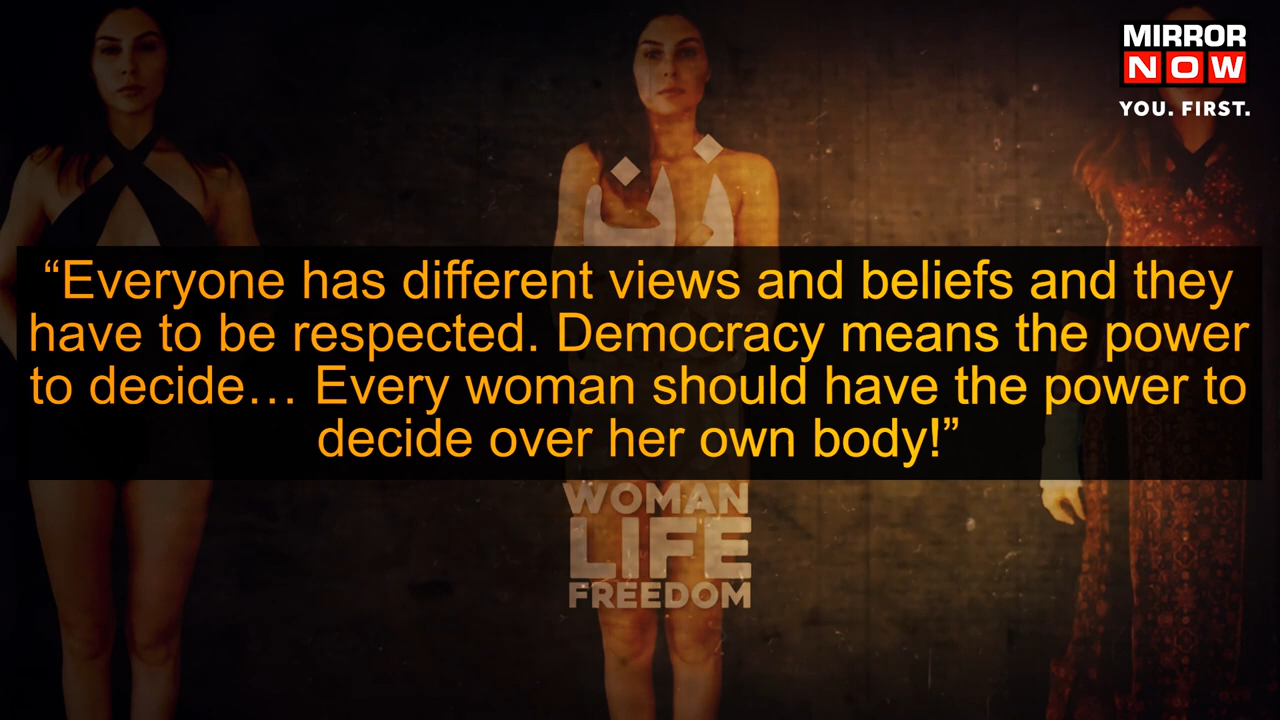 MIRROR
NOW
YOU. FIRST.
زن
“Everyone has different views and beliefs and they
have to be respected. Democracy means the power
to decide… Every woman should have the power to
decide over her own body!”
WOMAN
LIFE
FREEDOM